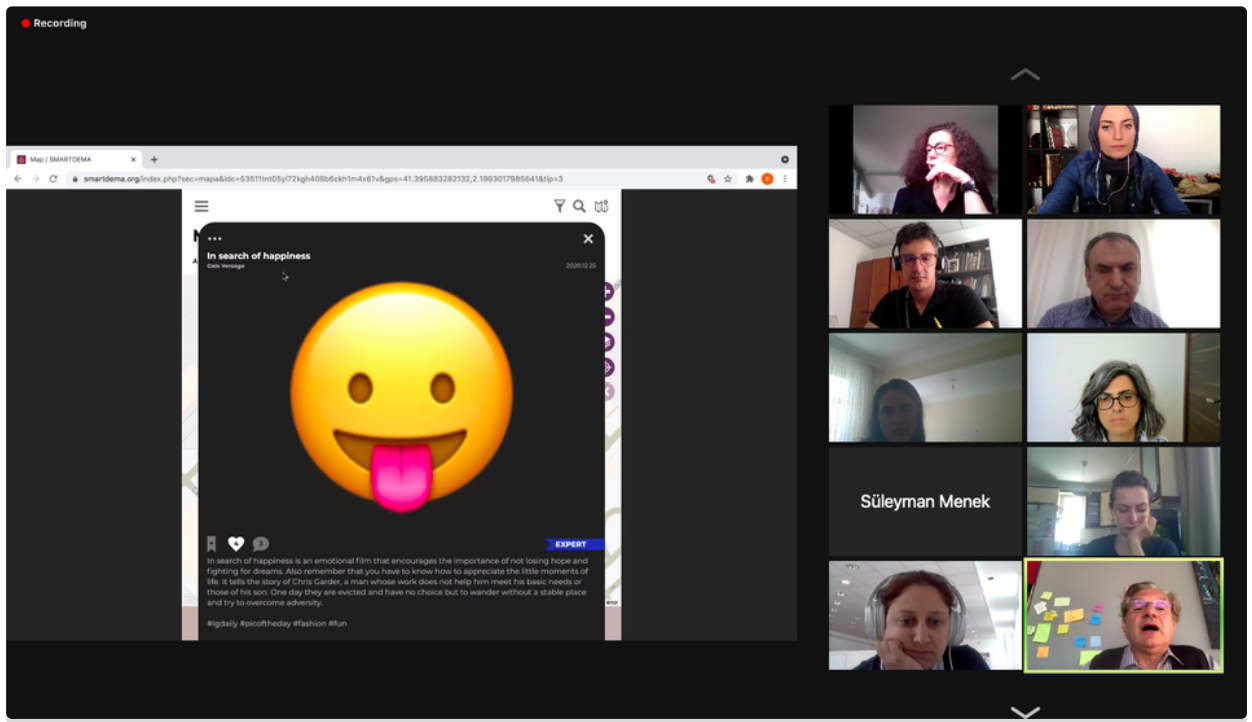 Recording
Map / SMARTDEMA
smartdema.org/index.php?sec=mapa&idc=53511tnt05yl72kgh408b6ckh1m4x61v&gps=41.395883282132,2.1993017985641&tip=3
In search of happiness
Gala Versage
2020.12.25
4
3
EXPERT
In search of happiness is an emotional film that encourages the importance of not losing hope and
fighting for dreams. Also remember that you have to know how to appreciate the little moments of
life. It tells the story of Chris Garder, a man whose work does not help him meet his basic needs or
those of his son. One day they are evicted and have no choice but to wander without a stable place
and try to overcome adversity.
#igdaily #picoftheday #fashion #fun
Süleyman Menek